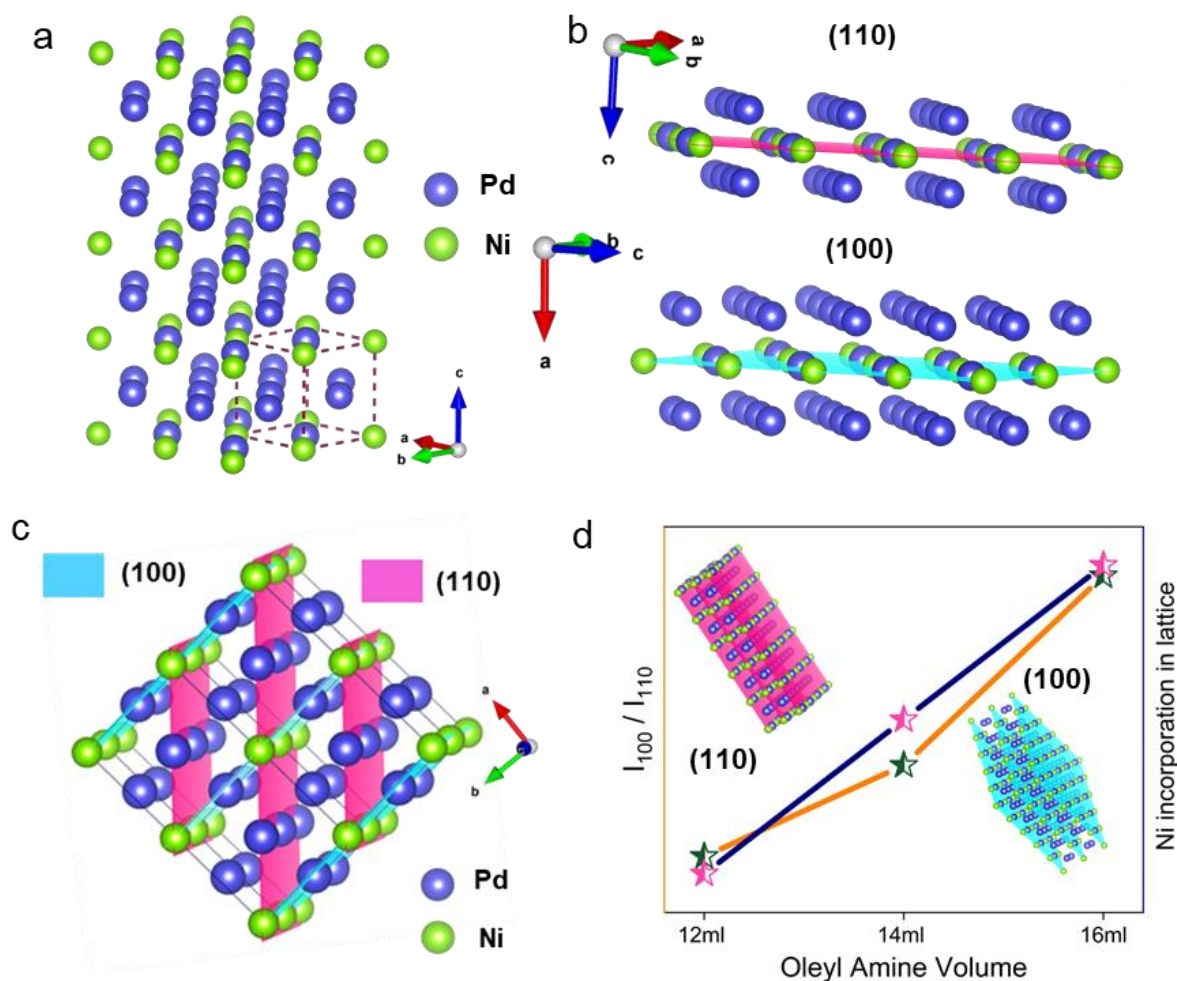 a
Pd
Ni
c
a
b
b
(110)
a
b
c
b
c
a
(100)
c
(100)
(110)
a
c
b
Pd
Ni
d
I100 / I110
(110)
(100)
Ni incorporation in lattice
12ml
14ml
16ml
Oleyl Amine Volume